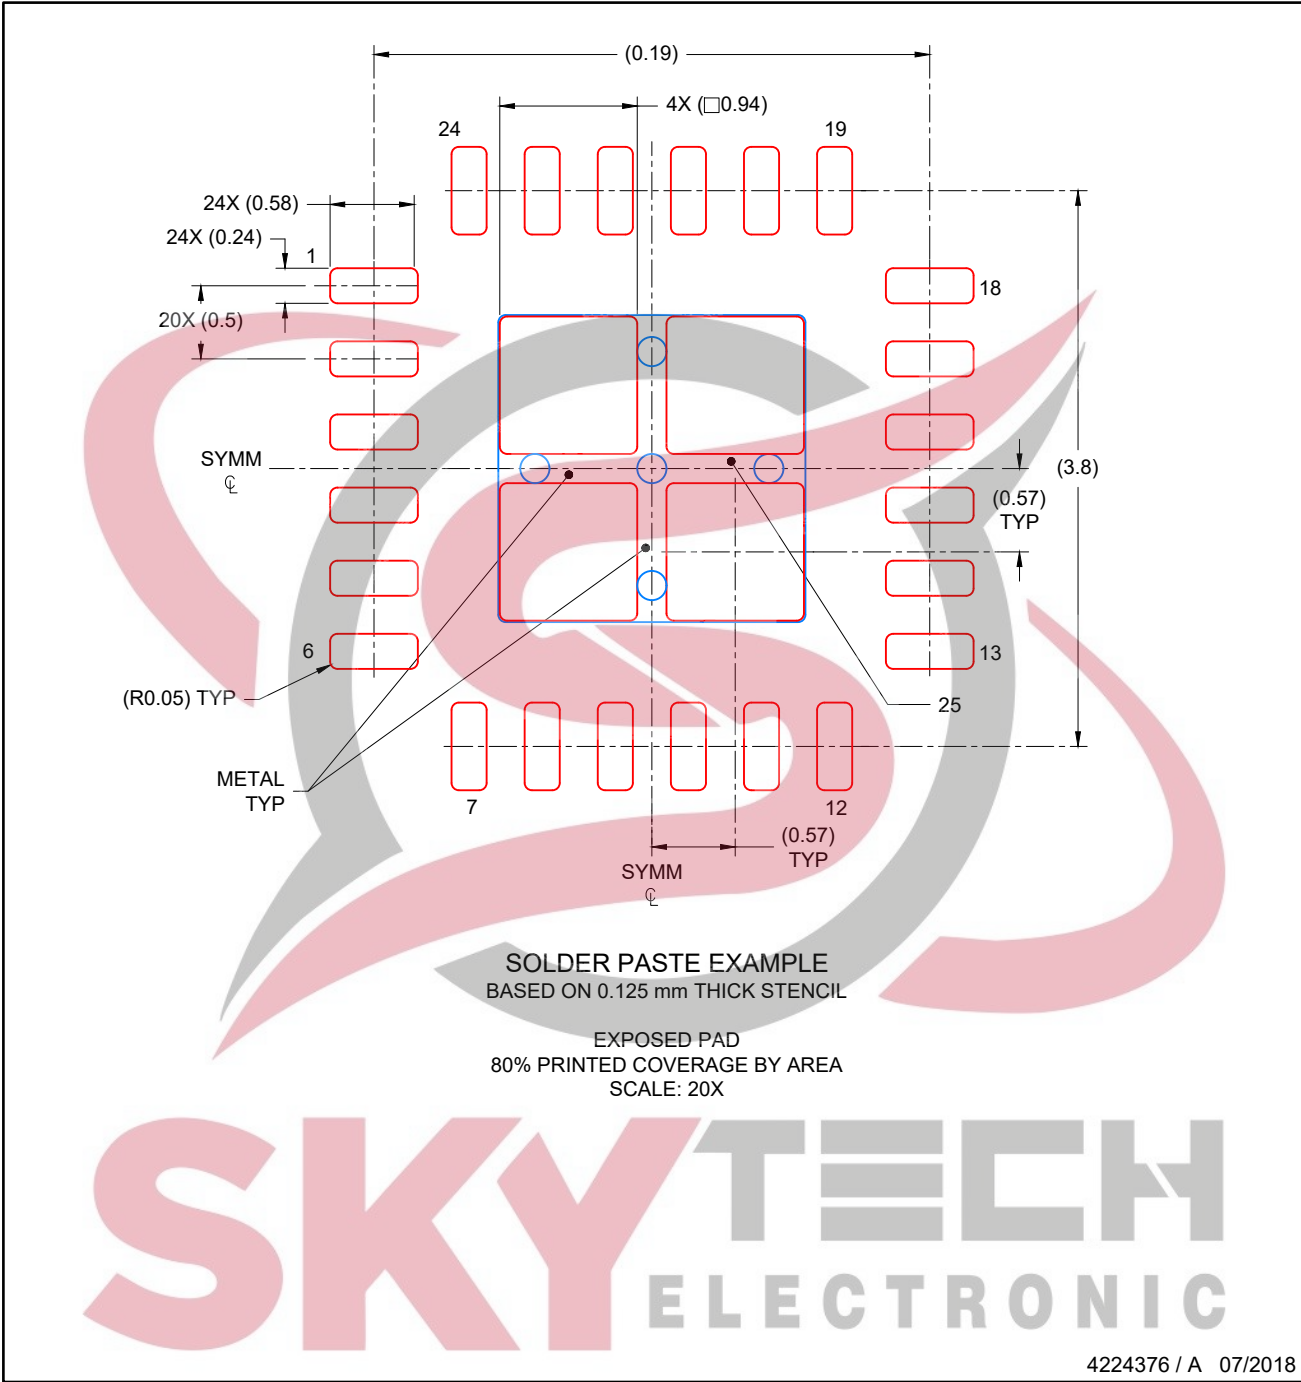 (0.19)
4X (□0.94)
24
19
24X (0.58)
24X (0.24)
1
18
20X (0.5)
SYMM
℄
(3.8)
(0.57)
TYP
6
13
(R0.05) TYP
25
METAL
TYP
7
12
(0.57)
TYP
SYMM
℄
SOLDER PASTE EXAMPLE
BASED ON 0.125 mm THICK STENCIL
EXPOSED PAD
80% PRINTED COVERAGE BY AREA
SCALE: 20X
SKYTECH
ELECTRONIC
4224376 / A 07/2018